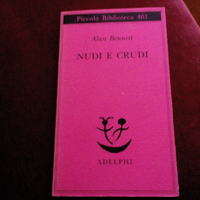 Piccola Biblioteca 461
Alan Bennett
NUDI E CRUDI
ADELPHI